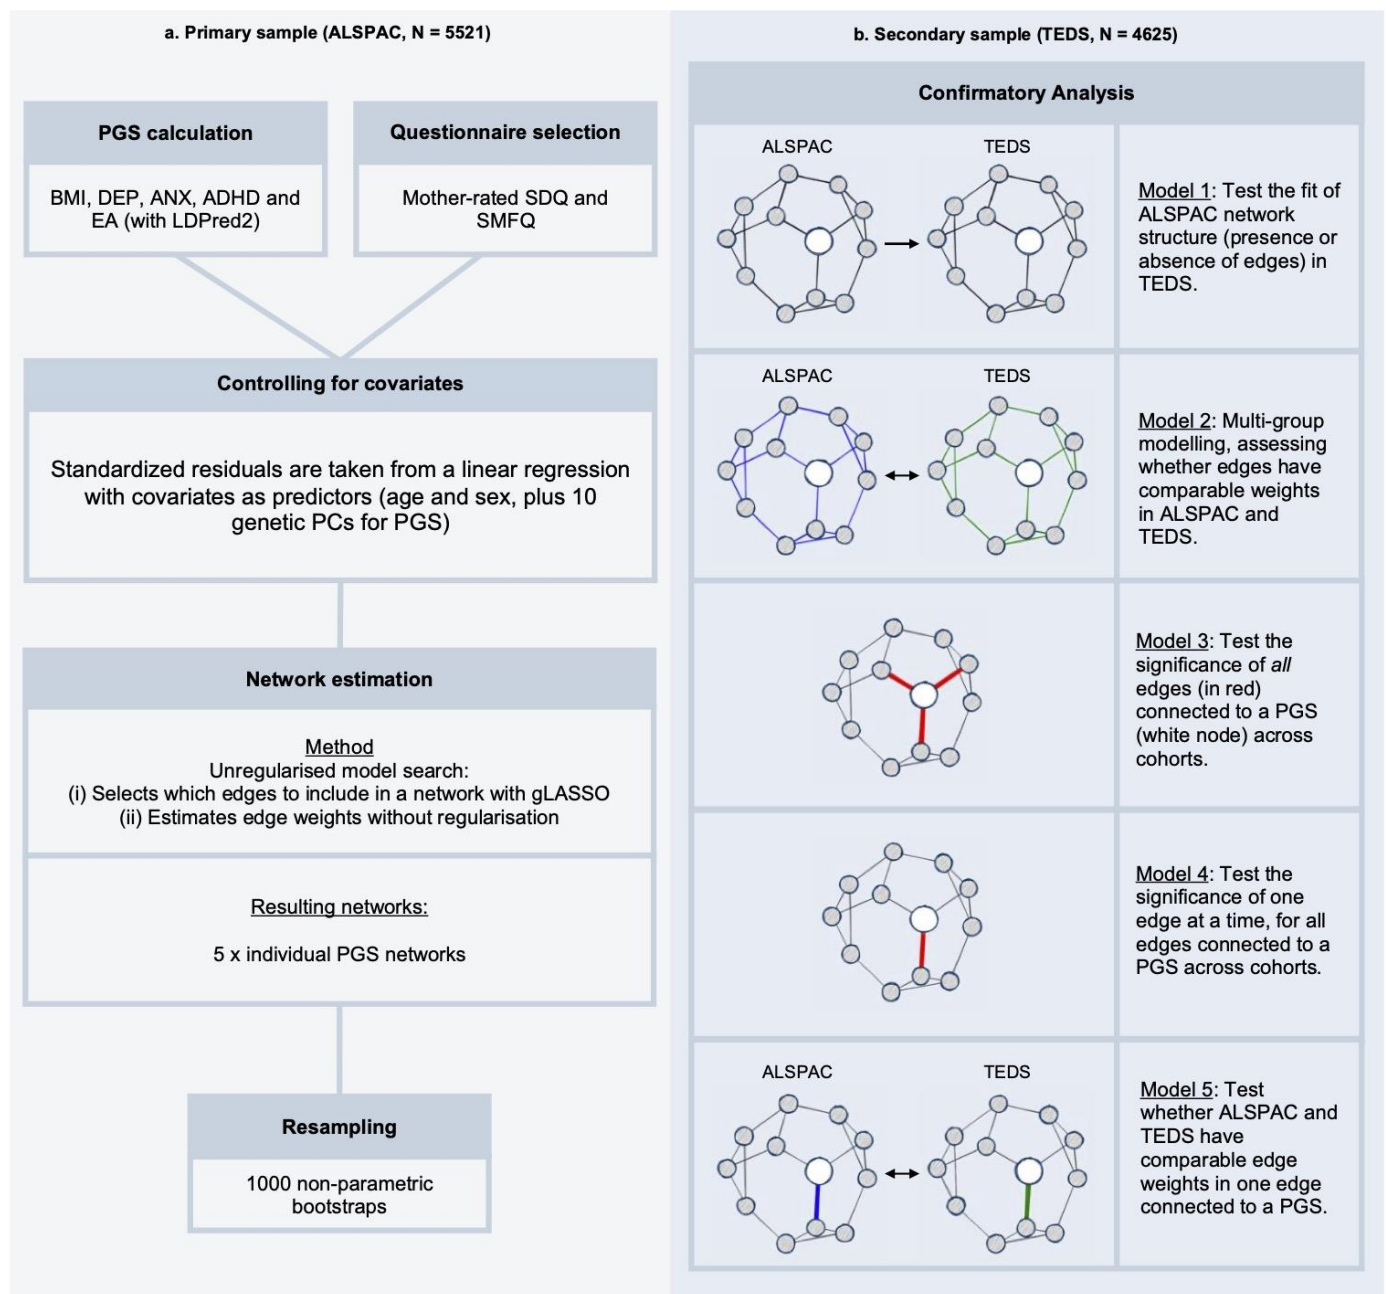 a. Primary sample (ALSPAC, N = 5521)
PGS calculation
BMI, DEP, ANX, ADHD and
EA (with LDPred2)
Questionnaire selection
Mother-rated SDQ and
SMFQ
Controlling for covariates
Standardized residuals are taken from a linear regression
with covariates as predictors (age and sex, plus 10
genetic PCs for PGS)
Network estimation
Method
Unregularised model search:
(i) Selects which edges to include in a network with gLASSO
(ii) Estimates edge weights without regularisation
Resulting networks:
5 x individual PGS networks
Resampling
1000 non-parametric
bootstraps
b. Secondary sample (TEDS, N = 4625)
Confirmatory Analysis
ALSPAC
TEDS
Model 1: Test the fit of
ALSPAC network
structure (presence or
absence of edges) in
TEDS.
ALSPAC
TEDS
Model 2: Multi-group
modelling, assessing
whether edges have
comparable weights
in ALSPAC and
TEDS.
Model 3: Test the
significance of all
edges (in red)
connected to a PGS
(white node) across
cohorts.
Model 4: Test the
significance of one
edge at a time, for all
edges connected to a
PGS across cohorts.
ALSPAC
TEDS
Model 5: Test
whether ALSPAC and
TEDS have
comparable edge
weights in one edge
connected to a PGS.